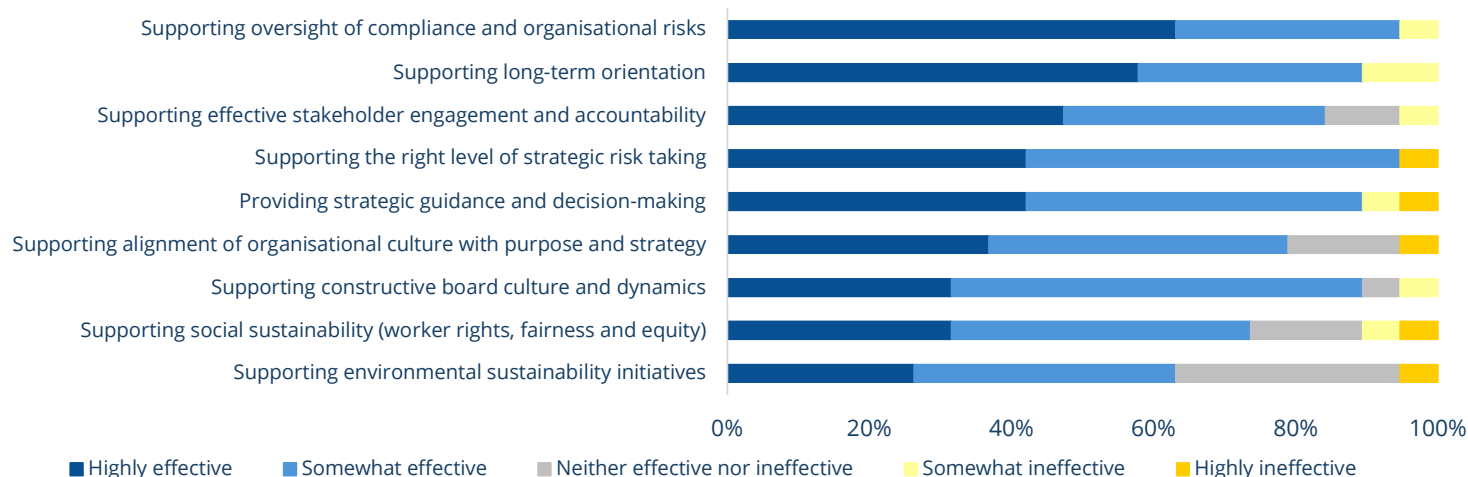 Supporting oversight of compliance and organisational risks
Supporting long-term orientation
Supporting effective stakeholder engagement and accountability
Supporting the right level of strategic risk taking
Providing strategic guidance and decision-making
Supporting alignment of organisational culture with purpose and strategy
Supporting constructive board culture and dynamics
Supporting social sustainability (worker rights, fairness and equity)
Supporting environmental sustainability initiatives
0% 20% 40% 60% 80% 100%
Highly effective Somewhat effective Neither effective nor ineffective Somewhat ineffective Highly ineffective